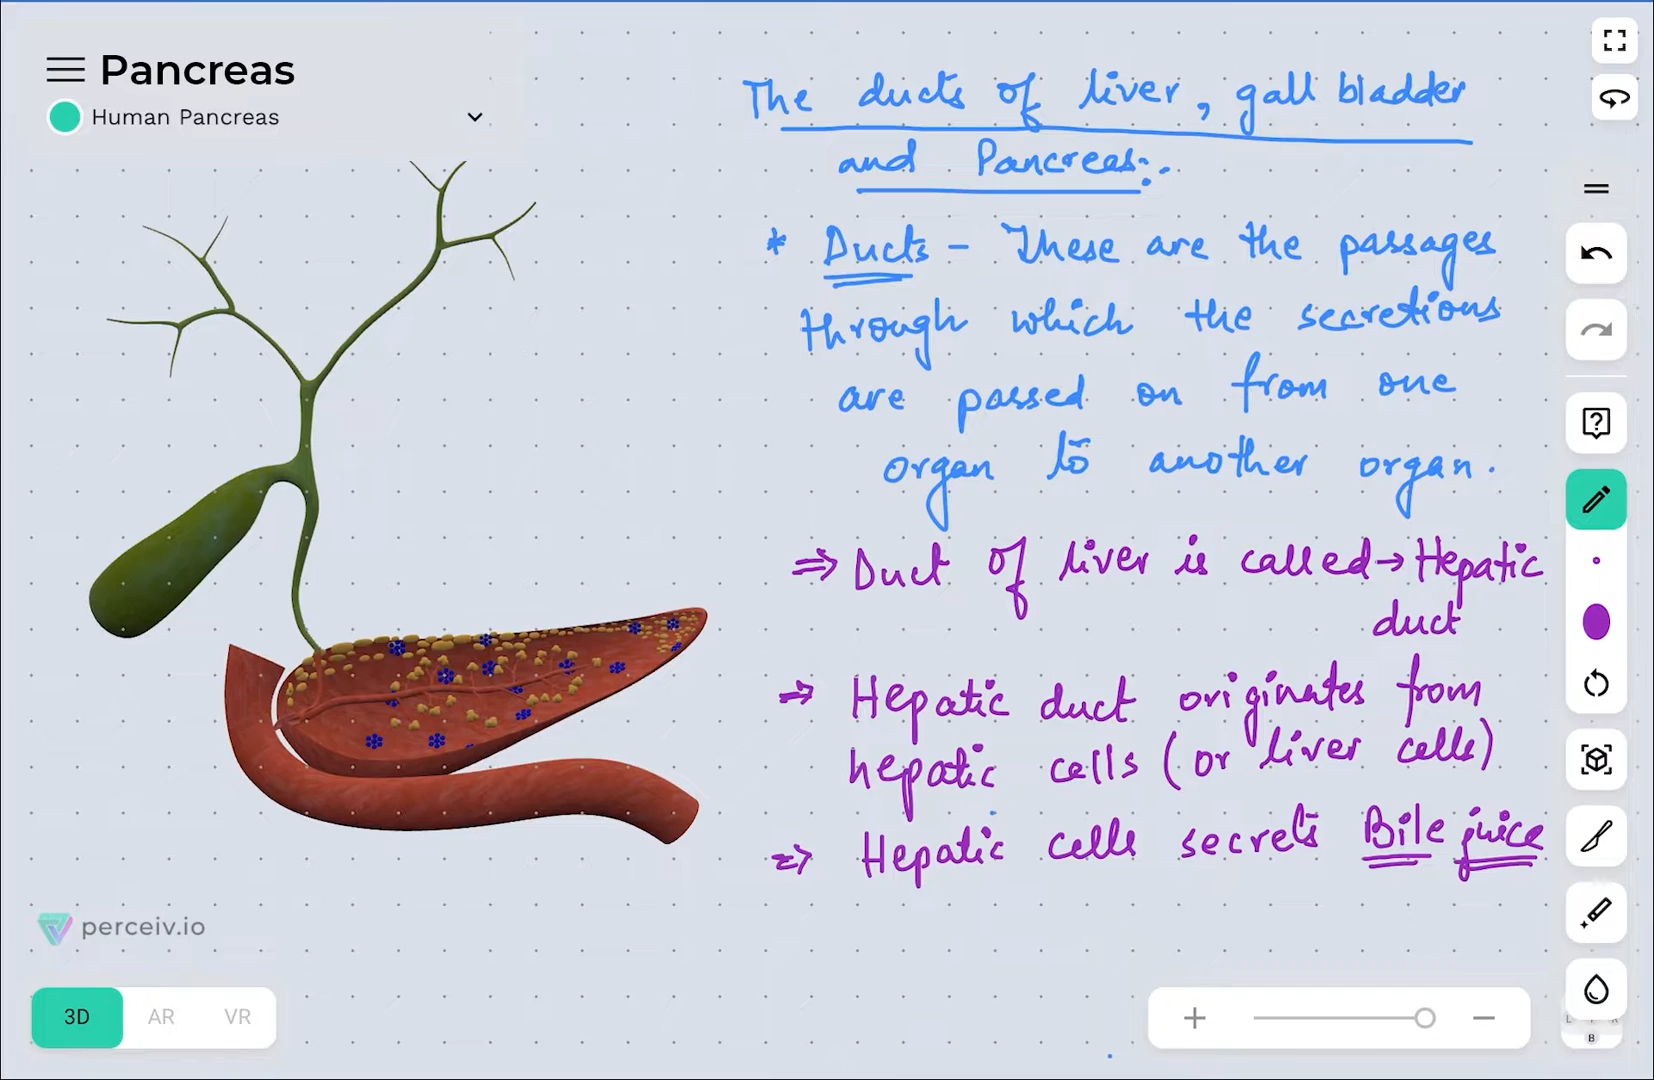 Pancreas
Human Pancreas
The ducts of liver, gall bladder
and Pancreas:.
* Ducts - These are the passages
through which the secretions
are passed on from one
organ to another organ.
⇒ Duct of liver is called → Hepatic
duct
⇒ Hepatic duct originates from
hepatic cells (or liver cells)
⇒ Hepatic cells secrets Bile juice
perceiv.io
3D AR VR
B